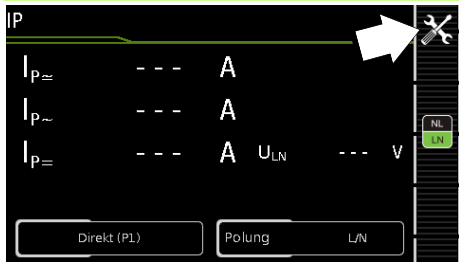 IP
IP≃ - - - A
IP~ - - - A
IP= - - - A ULN - - - V
NL
LN
Direkt (P1) Polung L/N